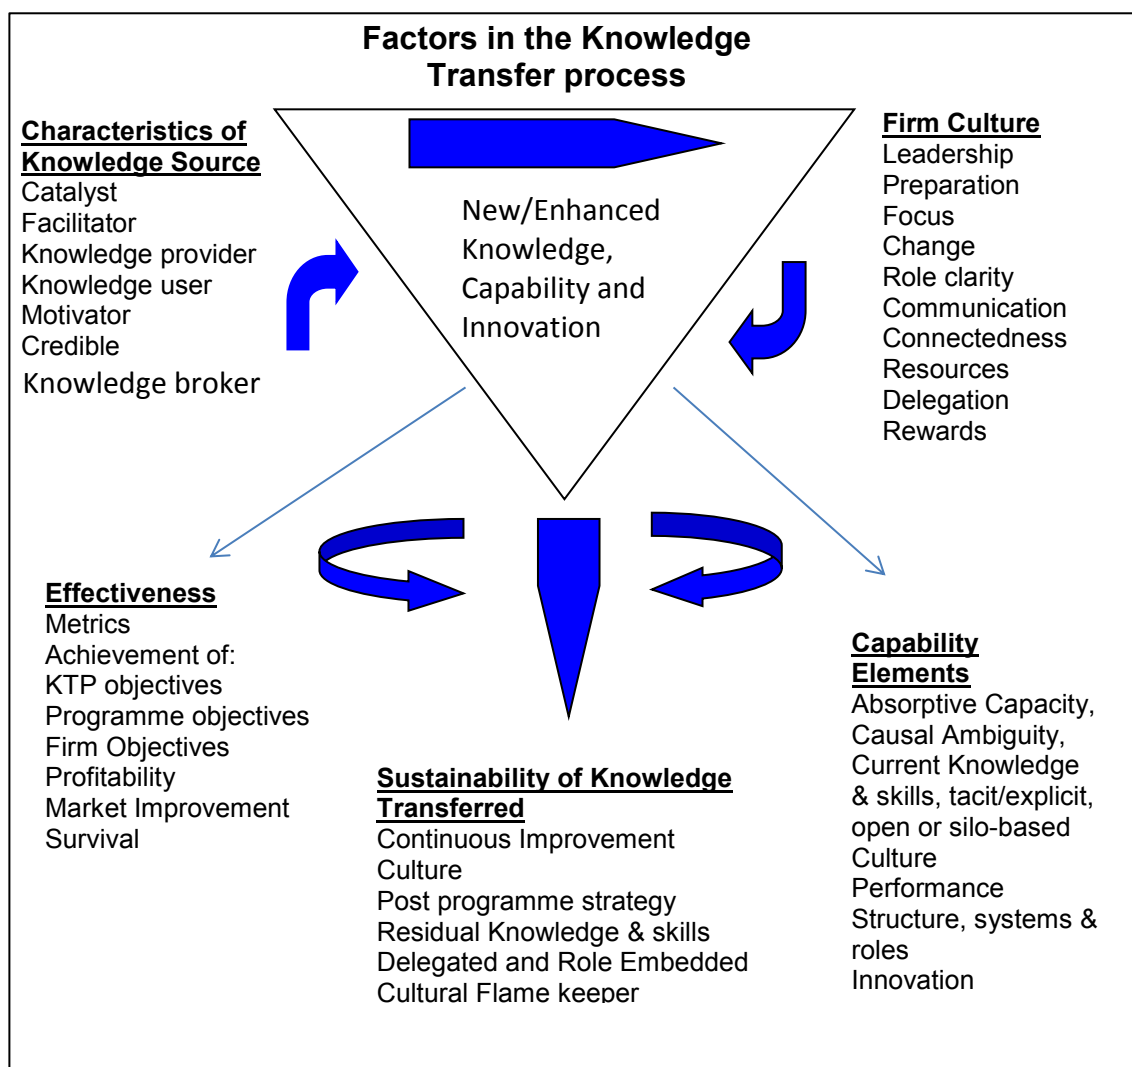 Factors in the Knowledge
Transfer process
Characteristics of
Knowledge Source
Catalyst
Facilitator
Knowledge provider
Knowledge user
Motivator
Credible
Knowledge broker
New/Enhanced
Knowledge,
Capability and
Innovation
Firm Culture
Leadership
Preparation
Focus
Change
Role clarity
Communication
Connectedness
Resources
Delegation
Rewards
Effectiveness
Metrics
Achievement of:
KTP objectives
Programme objectives
Firm Objectives
Profitability
Market Improvement
Survival
Sustainability of Knowledge
Transferred
Continuous Improvement
Culture
Post programme strategy
Residual Knowledge & skills
Delegated and Role Embedded
Cultural Flame keeper
Capability
Elements
Absorptive Capacity,
Causal Ambiguity,
Current Knowledge
& skills, tacit/explicit,
open or silo-based
Culture
Performance
Structure, systems &
roles
Innovation